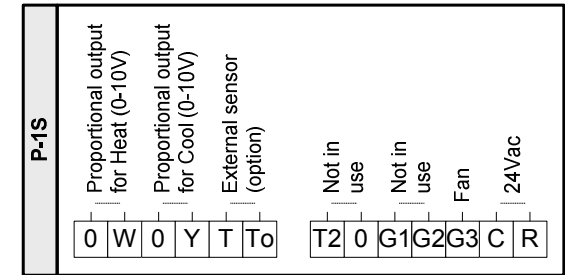 P-1S
Proportional output
for Heat (0-10V)
Proportional output
for Cool (0-10V)
External sensor
(option)
Not in
use
Not in
use
Fan
24Vac
0 W 0 Y T To T2 0 G1 G2 G3 C R